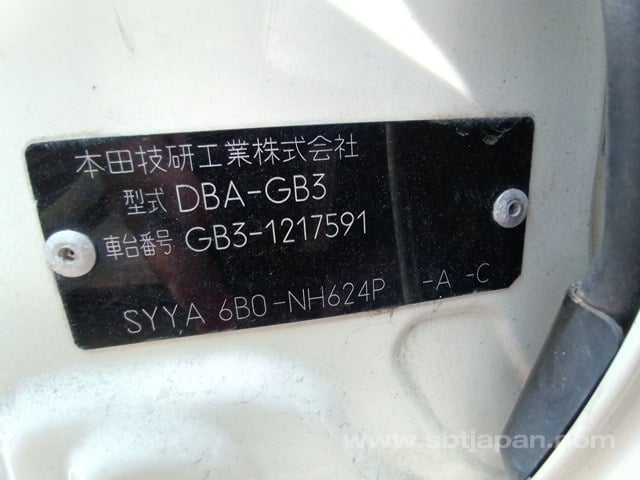 本田技研工業株式会社
型式 DBA-GB3
車台番号 GB3-1217591
SYYA 6B0-NH624P -A -C
www.sbtjapan.com